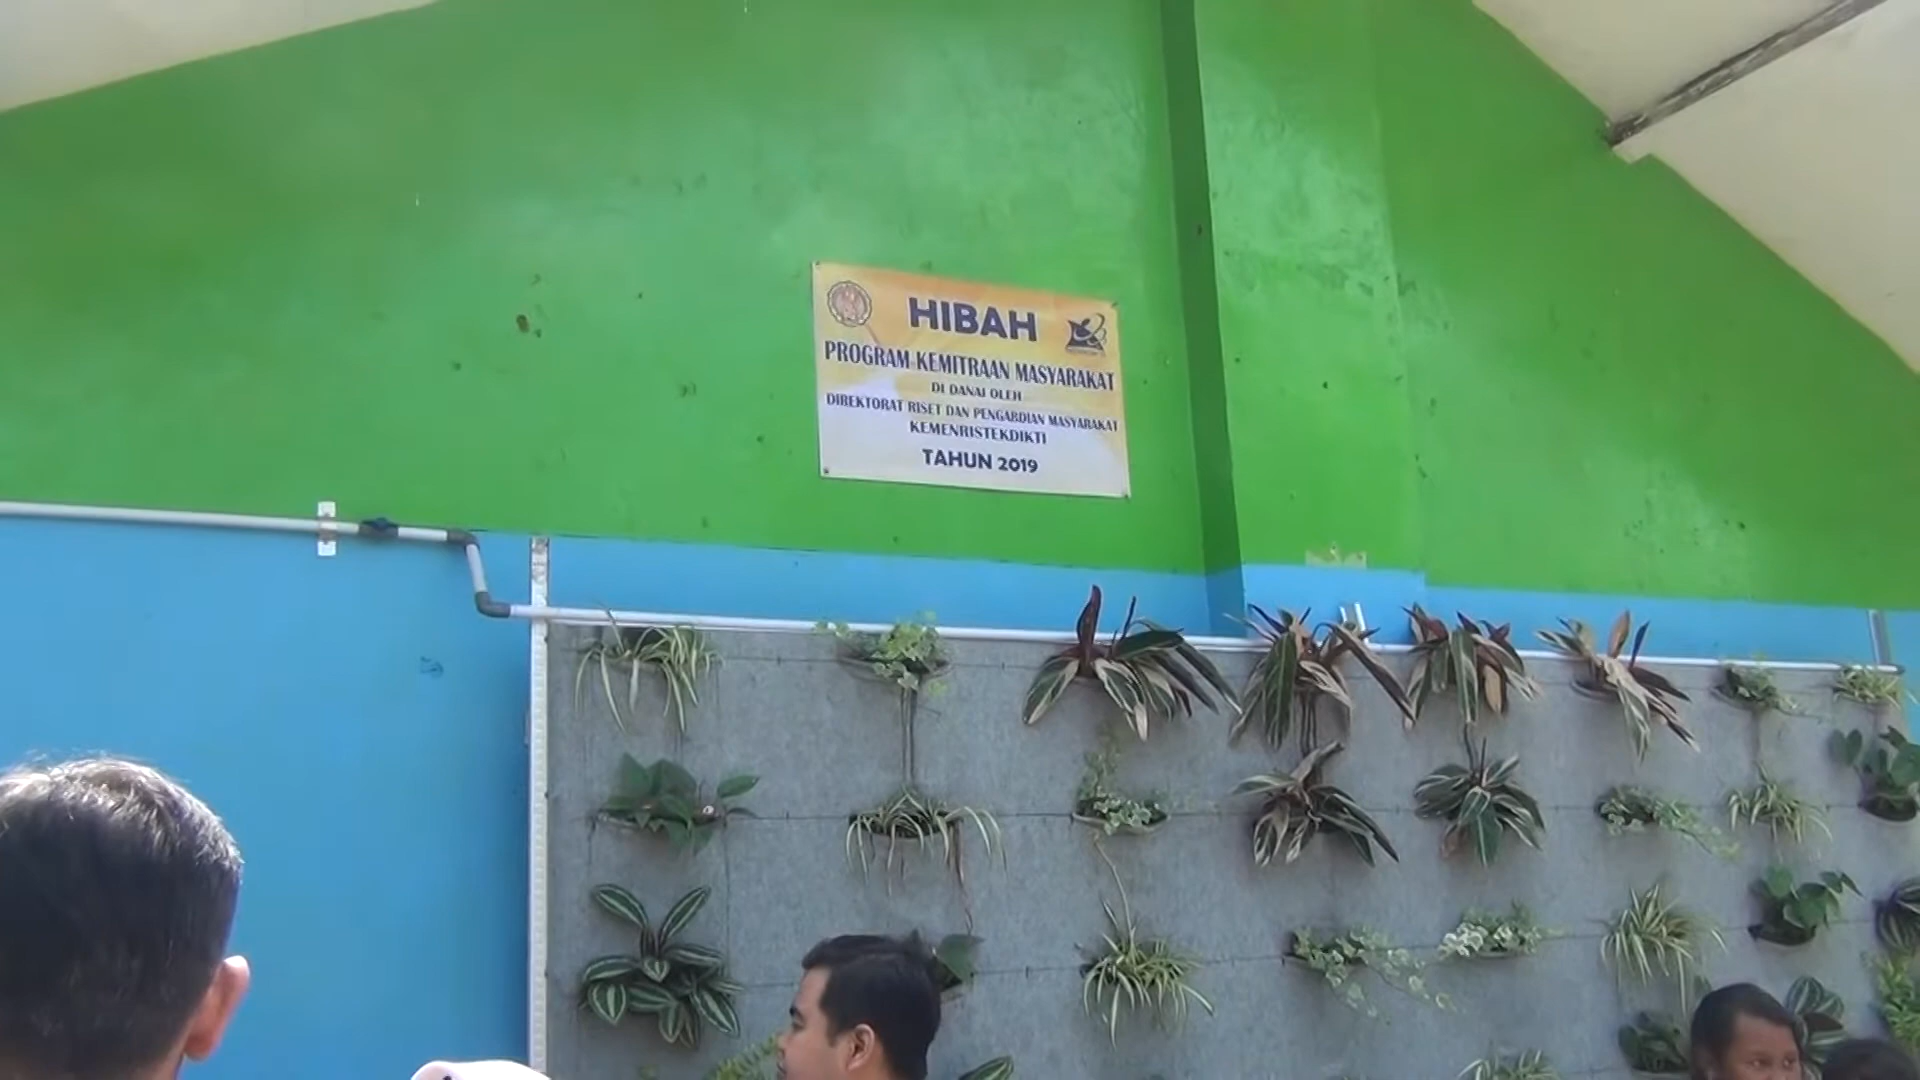 HIBAH
PROGRAM KEMITRAAN MASYARAKAT
DI DANAI OLEH
DIREKTORAT RISET DAN PENGABDIAN MASYARAKAT
KEMENRISTEKDIKTI
TAHUN 2019